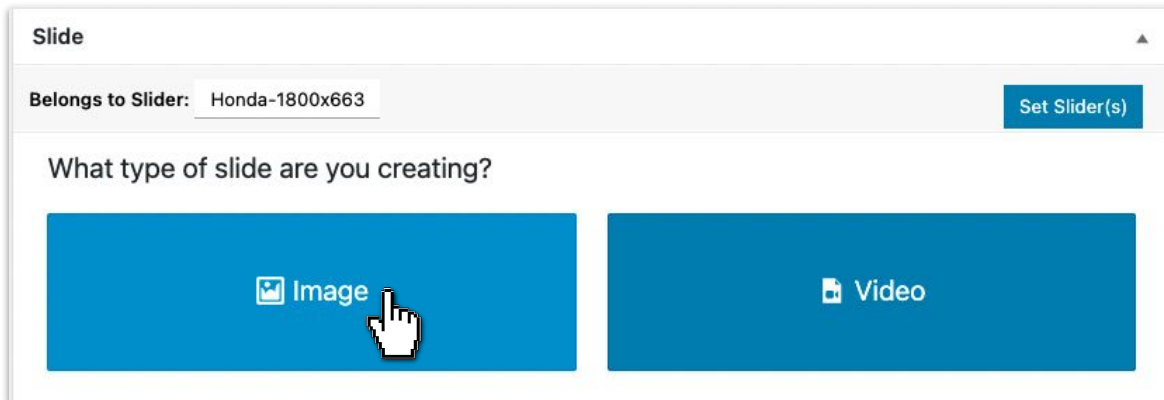 Slide
Belongs to Slider: Honda-1800x663
Set Slider(s)
What type of slide are you creating?
Image
Video